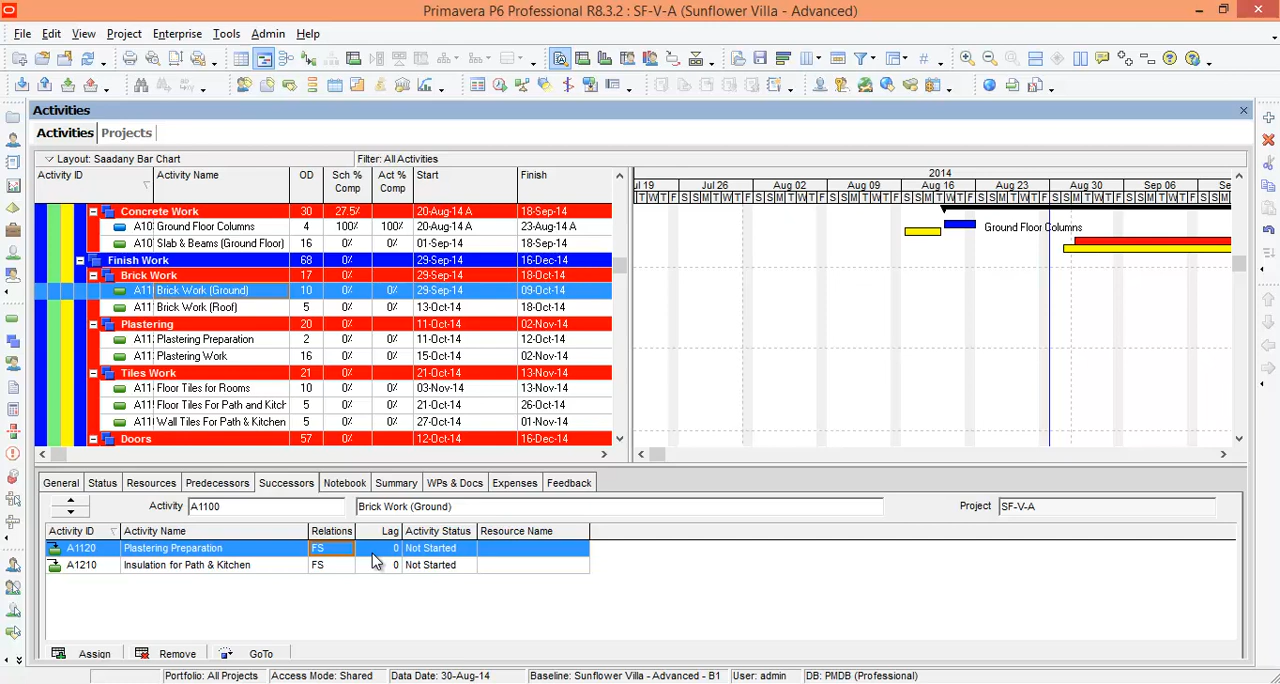 Primavera P6 Professional R8.3.2 : SF-V-A (Sunflower Villa - Advanced)
File Edit View Project Enterprise Tools Admin Help
Activities
Activities Projects
Layout: Saadany Bar Chart Filter: All Activities
Activity ID Activity Name OD Sch % Comp Act % Comp Start Finish
Concrete Work 30 27.5% 20-Aug-14 A 18-Sep-14
A10 Ground Floor Columns 4 100% 100% 20-Aug-14 A 23-Aug-14 A
A10 Slab & Beams (Ground Floor) 16 0% 0% 01-Sep-14 18-Sep-14
Finish Work 68 0% 29-Sep-14 16-Dec-14
Brick Work 17 0% 29-Sep-14 18-Oct-14
A11 Brick Work (Ground) 10 0% 0% 29-Sep-14 09-Oct-14
A11 Brick Work (Roof) 5 0% 0% 13-Oct-14 18-Oct-14
Plastering 20 0% 11-Oct-14 02-Nov-14
A11 Plastering Preparation 2 0% 0% 11-Oct-14 12-Oct-14
A11 Plastering Work 16 0% 0% 15-Oct-14 02-Nov-14
Tiles Work 21 0% 21-Oct-14 13-Nov-14
A11 Floor Tiles for Rooms 10 0% 0% 03-Nov-14 13-Nov-14
A11 Floor Tiles For Path and Kitch 5 0% 0% 21-Oct-14 26-Oct-14
A11 Wall Tiles For Path & Kitchen 5 0% 0% 27-Oct-14 01-Nov-14
Doors 57 0% 12-Oct-14 16-Dec-14
2014
ul 19 Jul 26 Aug 02 Aug 09 Aug 16 Aug 23 Aug 30 Sep 06 Se
T W T F S S M T W T F S S M T W T F S S M T W T F S S M T W T F S S M T W T F S S M T W T F S S M T W T F S S M
Ground Floor Columns
General Status Resources Predecessors Successors Notebook Summary WPs & Docs Expenses Feedback
Activity A1100 Brick Work (Ground) Project SF-V-A
Activity ID Activity Name Relations Lag Activity Status Resource Name
A1120 Plastering Preparation FS 0 Not Started
A1210 Insulation for Path & Kitchen FS 0 Not Started
Assign Remove GoTo
Portfolio: All Projects Access Mode: Shared Data Date: 30-Aug-14 Baseline: Sunflower Villa - Advanced - B1 User: admin DB: PMDB (Professional)